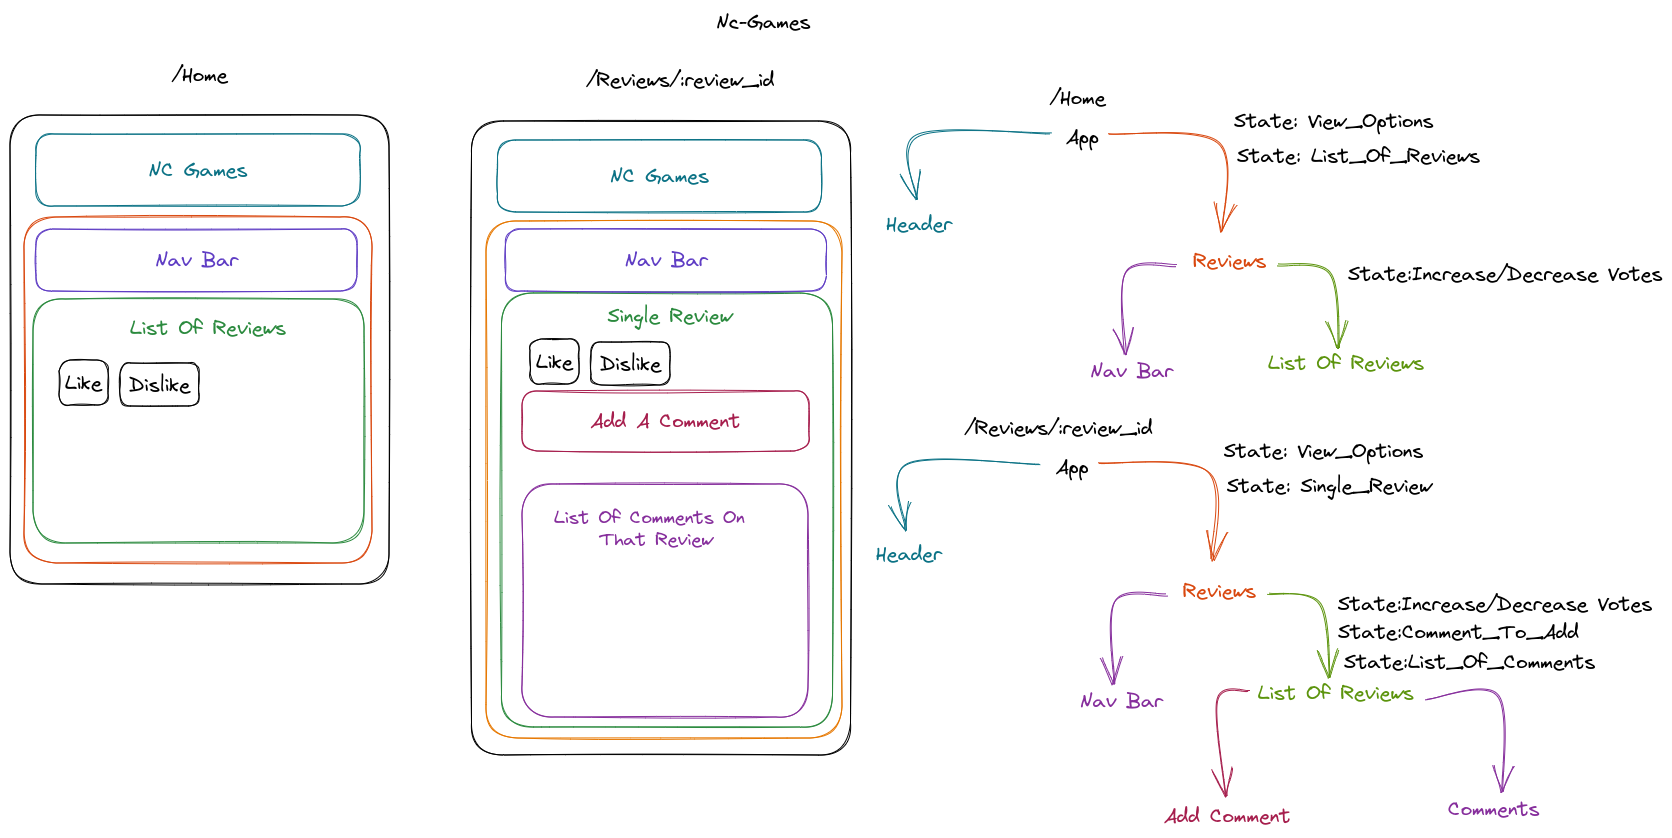 Nc-Games
/Home
NC Games
Nav Bar
List Of Reviews
Like
Dislike
/Reviews/:review_id
NC Games
Nav Bar
Single Review
Like
Dislike
Add A Comment
List Of Comments On
That Review
/Home
App
State: View_Options
State: List_Of_Reviews
Header
Reviews
State:Increase/Decrease Votes
Nav Bar
List Of Reviews
/Reviews/:review_id
App
State: View_Options
State: Single_Review
Header
Reviews
State:Increase/Decrease Votes
State:Comment_To_Add
State:List_Of_Comments
Nav Bar
List Of Reviews
Add Comment
Comments